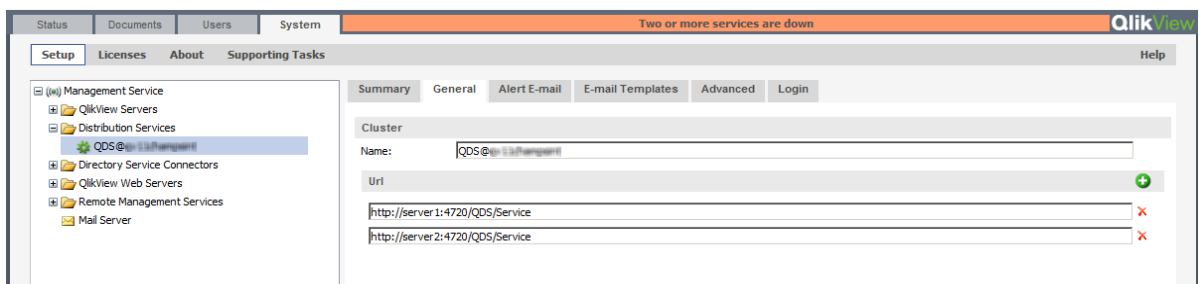 Status Documents Users System Two or more services are down QlikView
Setup Licenses About Supporting Tasks Help
Management Service
QlikView Servers
Distribution Services
QDS@
Directory Service Connectors
QlikView Web Servers
Remote Management Services
Mail Server
Summary General Alert E-mail E-mail Templates Advanced Login
Cluster
Name: QDS@
Url
http://server1:4720/QDS/Service
http://server2:4720/QDS/Service